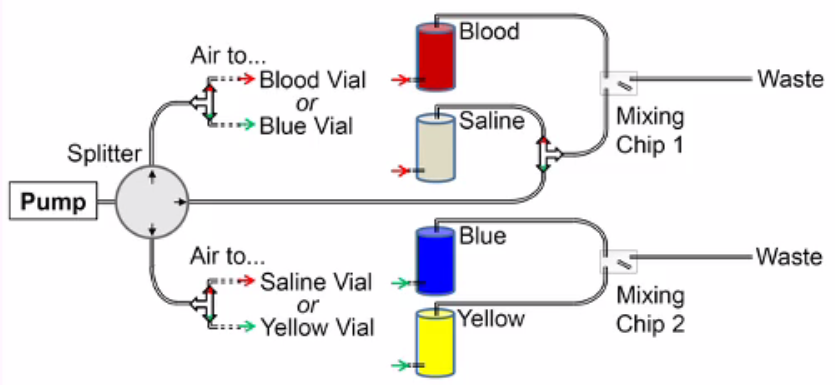 Air to...
Blood Vial
or
Blue Vial
Splitter
Pump
Air to...
Saline Vial
or
Yellow Vial
Blood
Saline
Waste
Mixing
Chip 1
Blue
Yellow
Waste
Mixing
Chip 2